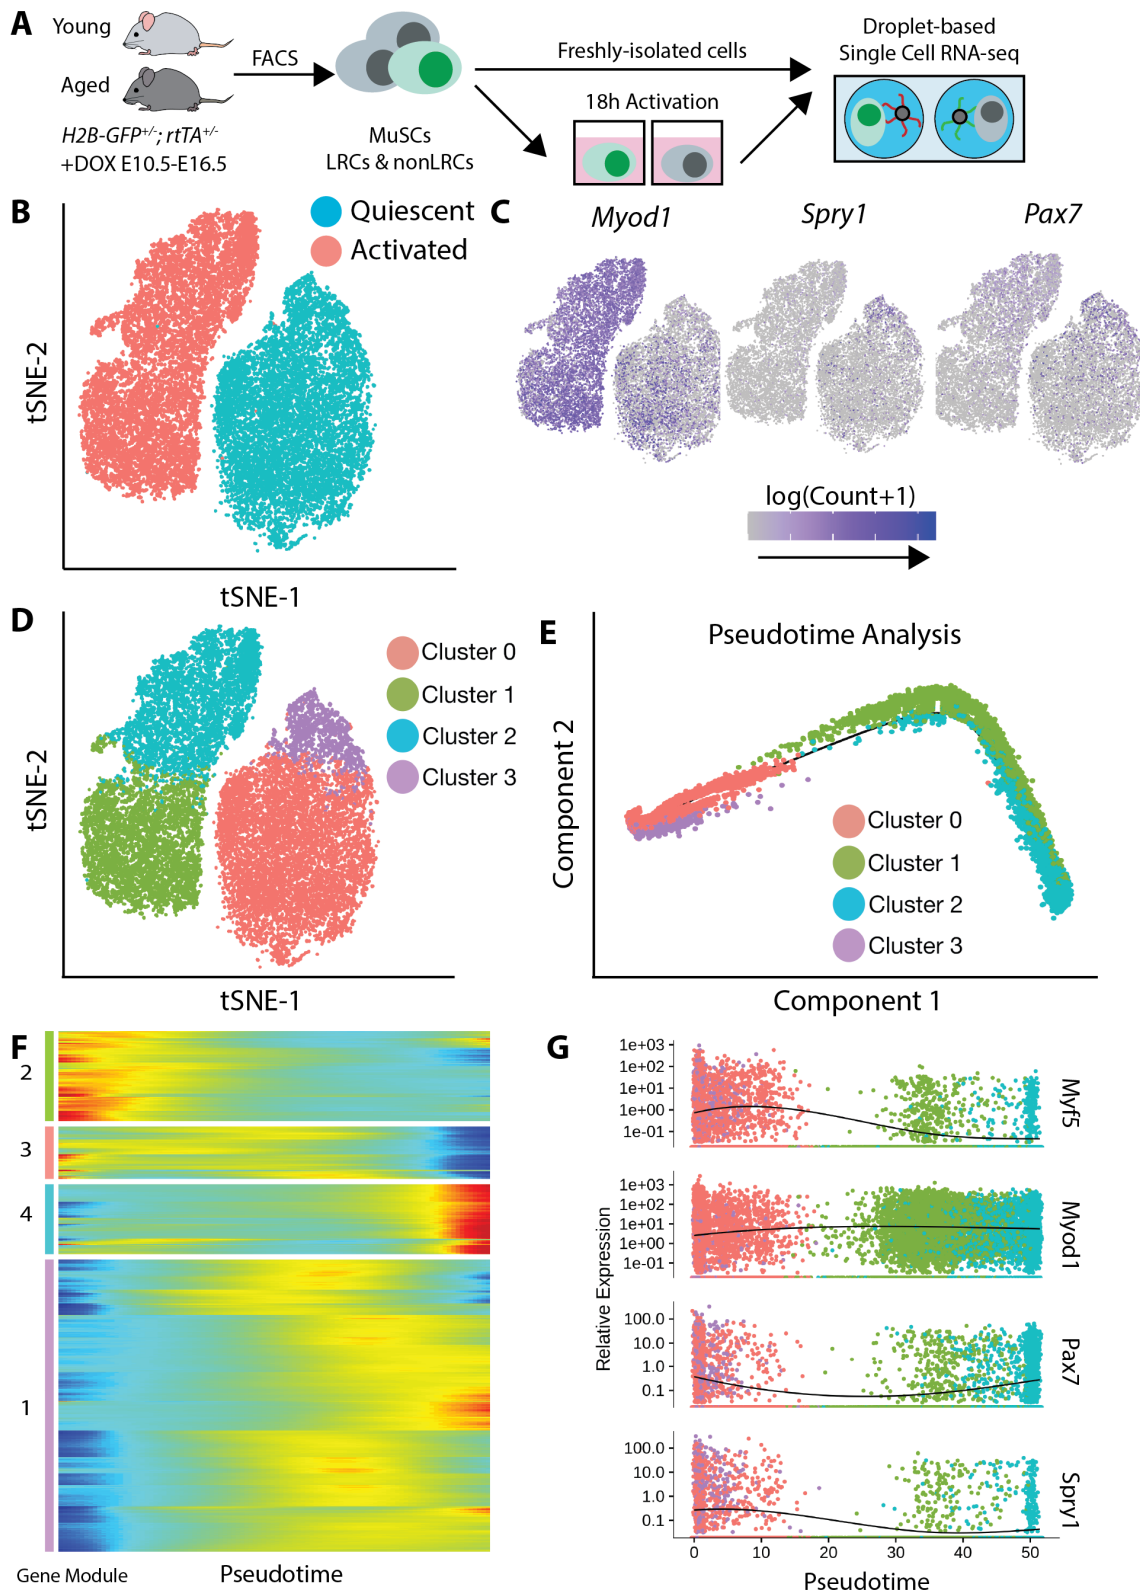 A
Young
Aged
H2B-GFP+/-; rtTA+/-
+DOX E10.5-E16.5
FACS
MuSCs
LRCs & nonLRCs
Freshly-isolated cells
18h Activation
Droplet-based
Single Cell RNA-seq
B
Quiescent
Activated
tSNE-2
tSNE-1
C
Myod1
Spry1
Pax7
log(Count+1)
D
Cluster 0
Cluster 1
Cluster 2
Cluster 3
tSNE-2
tSNE-1
E
Pseudotime Analysis
Component 2
Cluster 0
Cluster 1
Cluster 2
Cluster 3
Component 1
F
2
3
4
1
Gene Module
Pseudotime
G
Relative Expression
1e+03
1e+02
1e+01
1e+00
1e-01
Myf5
1e+03
1e+02
1e+01
1e+00
1e-01
Myod1
100.0
10.0
1.0
0.1
Pax7
100.0
10.0
1.0
0.1
Spry1
0 10 20 30 40 50
Pseudotime